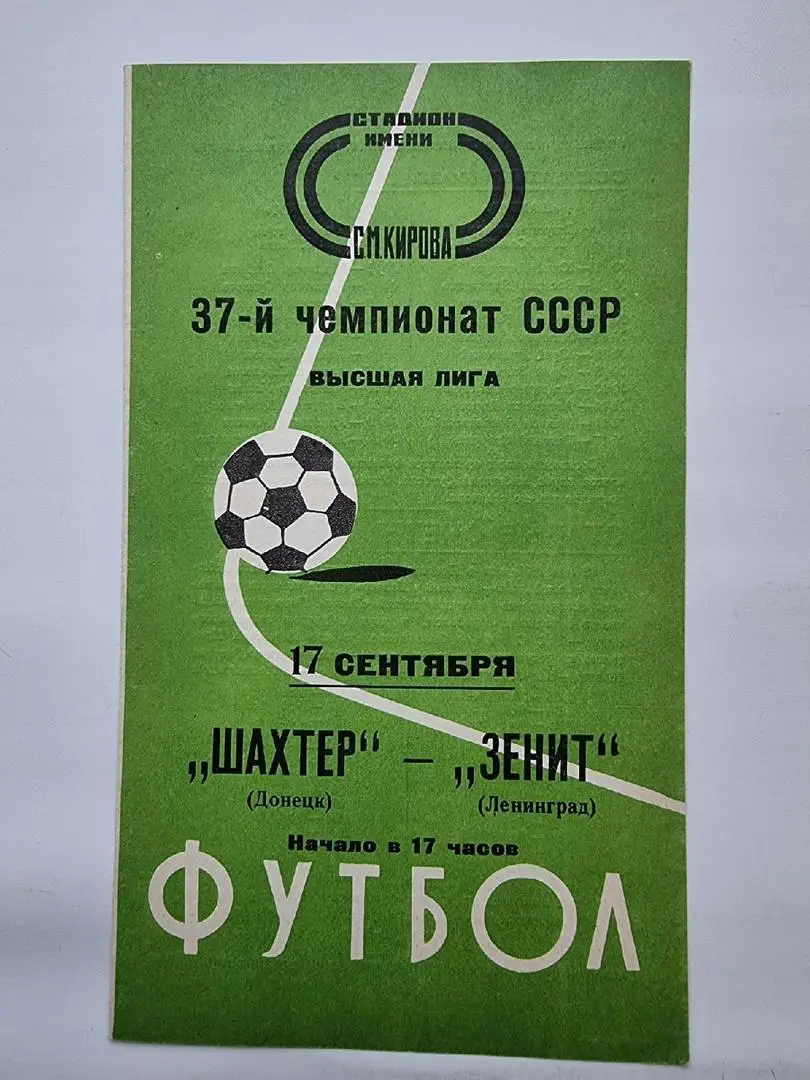 СТАДИОН
ИМЕНИ
С.М.КИРОВА
37-й чемпионат СССР
ВЫСШАЯ ЛИГА
17 СЕНТЯБРЯ
„ШАХТЕР“ — „ЗЕНИТ“
(Донецк) (Ленинград)
Начало в 17 часов
ФУТБОЛ